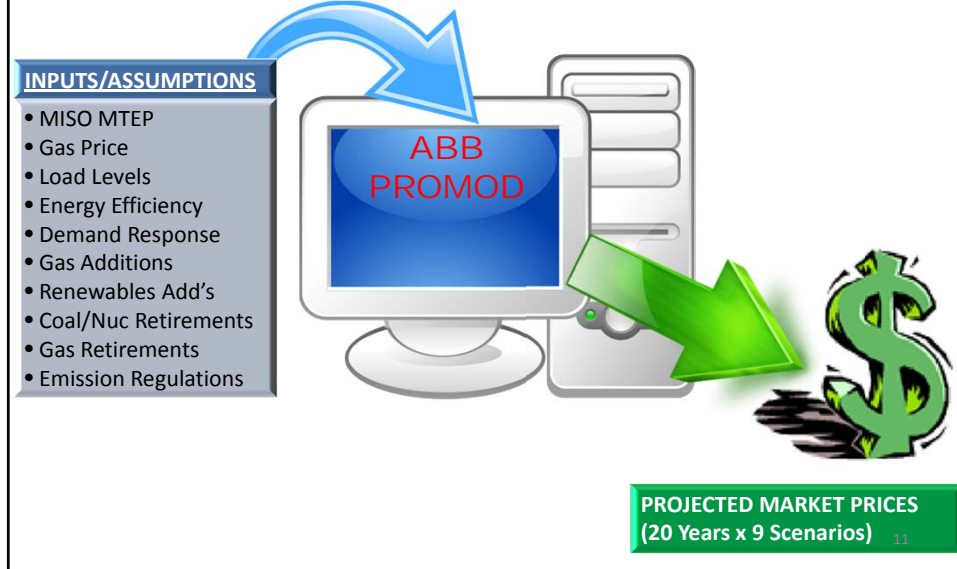 INPUTS/ASSUMPTIONS
• MISO MTEP
• Gas Price
• Load Levels
• Energy Efficiency
• Demand Response
• Gas Additions
• Renewables Add’s
• Coal/Nuc Retirements
• Gas Retirements
• Emission Regulations
ABB
PROMOD
$
PROJECTED MARKET PRICES
(20 Years x 9 Scenarios) 11